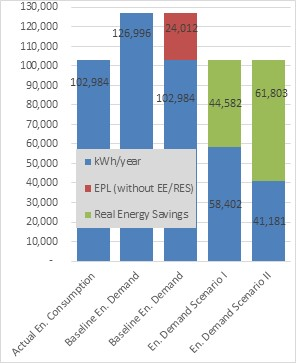 130,000
120,000
110,000
100,000
90,000
80,000
70,000
60,000
50,000
40,000
30,000
20,000
10,000
-
102,984
126,996
24,012
102,984
44,582
58,402
61,803
41,181
kWh/year
EPL (without EE/RES)
Real Energy Savings
Actual En. Consumption
Baseline En. Demand
Baseline En. Demand
En. Demand Scenario I
En. Demand Scenario II